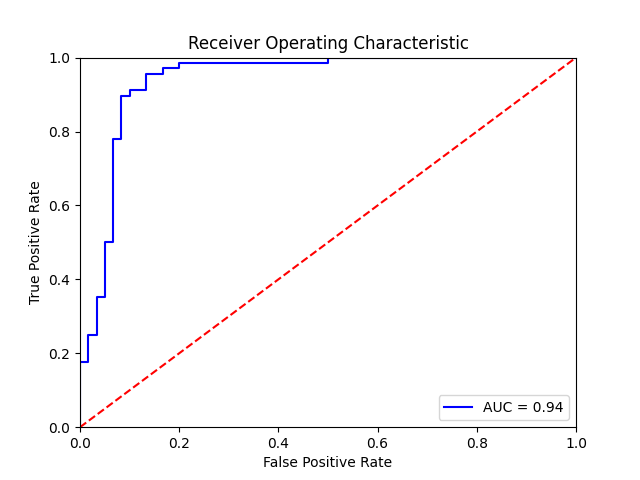 Receiver Operating Characteristic
1.0
0.8
0.6
0.4
0.2
0.0
True Positive Rate
AUC = 0.94
0.0 0.2 0.4 0.6 0.8 1.0
False Positive Rate